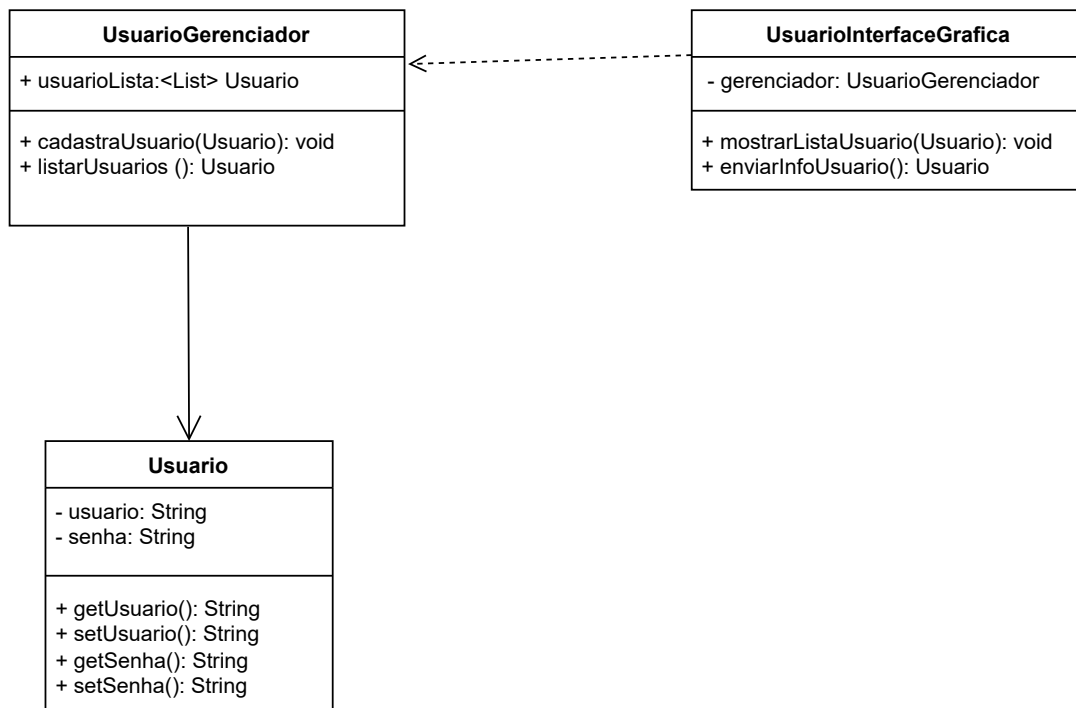 UsuarioGerenciador
+ usuarioLista:<List> Usuario
+ cadastraUsuario(Usuario): void
+ listarUsuarios (): Usuario
UsuarioInterfaceGrafica
- gerenciador: UsuarioGerenciador
+ mostrarListaUsuario(Usuario): void
+ enviarInfoUsuario(): Usuario
Usuario
- usuario: String
- senha: String
+ getUsuario(): String
+ setUsuario(): String
+ getSenha(): String
+ setSenha(): String